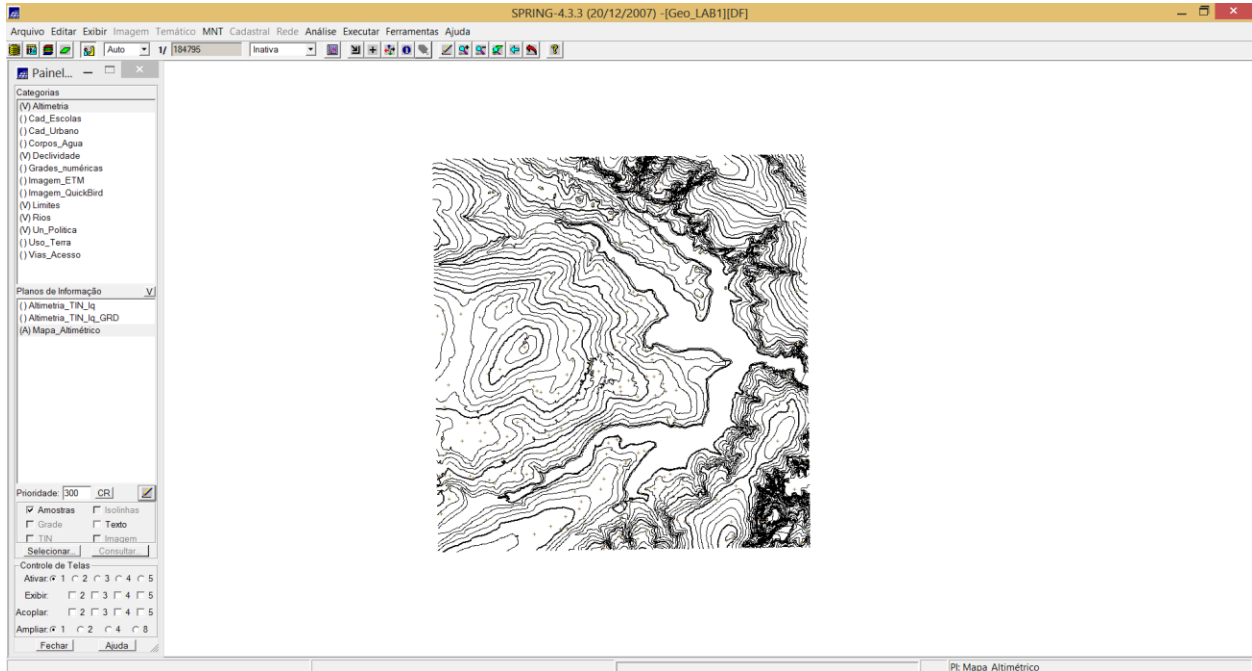 SPRING-4.3.3 (20/12/2007) -[Geo_LAB1][DF]
Arquivo Editar Exibir Imagem Temático MNT Cadastral Rede Análise Executar Ferramentas Ajuda
Auto 1/ 184795 Inativa
Painel...
Categorias
(V) Altimetria
() Cad_Escolas
() Cad_Urbano
() Corpos_Agua
(V) Declividade
() Grades_numéricas
() Imagem_ETM
() Imagem_QuickBird
(V) Limites
(V) Rios
(V) Un_Politica
() Uso_Terra
() Vias_Acesso
Planos de Informação V
() Altimetria_TIN_lq
() Altimetria_TIN_lq_GRD
(A) Mapa_Altimétrico
Prioridade: 300 CR
Amostras Isolinhas
Grade Texto
TIN Imagem
Selecionar... Consultar...
Controle de Telas
Ativar: 1 2 3 4 5
Exibir: 2 3 4 5
Acoplar: 2 3 4 5
Ampliar: 1 2 4 8
Fechar Ajuda
PI: Mapa_Altimétrico